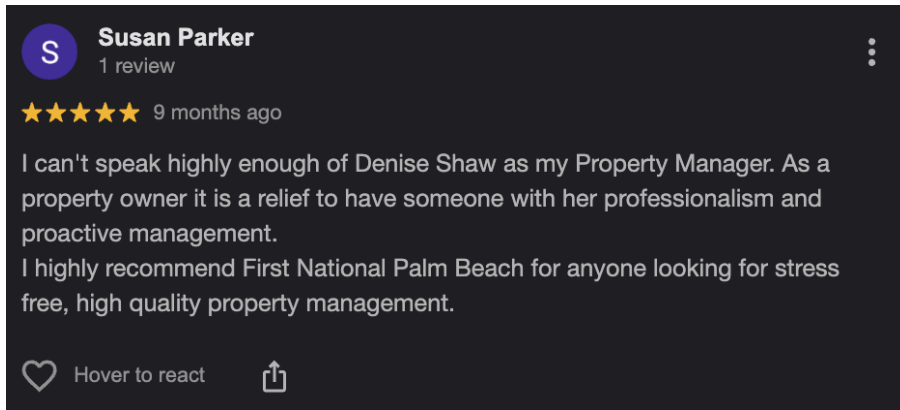 S
Susan Parker
1 review
9 months ago
I can't speak highly enough of Denise Shaw as my Property Manager. As a
property owner it is a relief to have someone with her professionalism and
proactive management.
I highly recommend First National Palm Beach for anyone looking for stress
free, high quality property management.
Hover to react